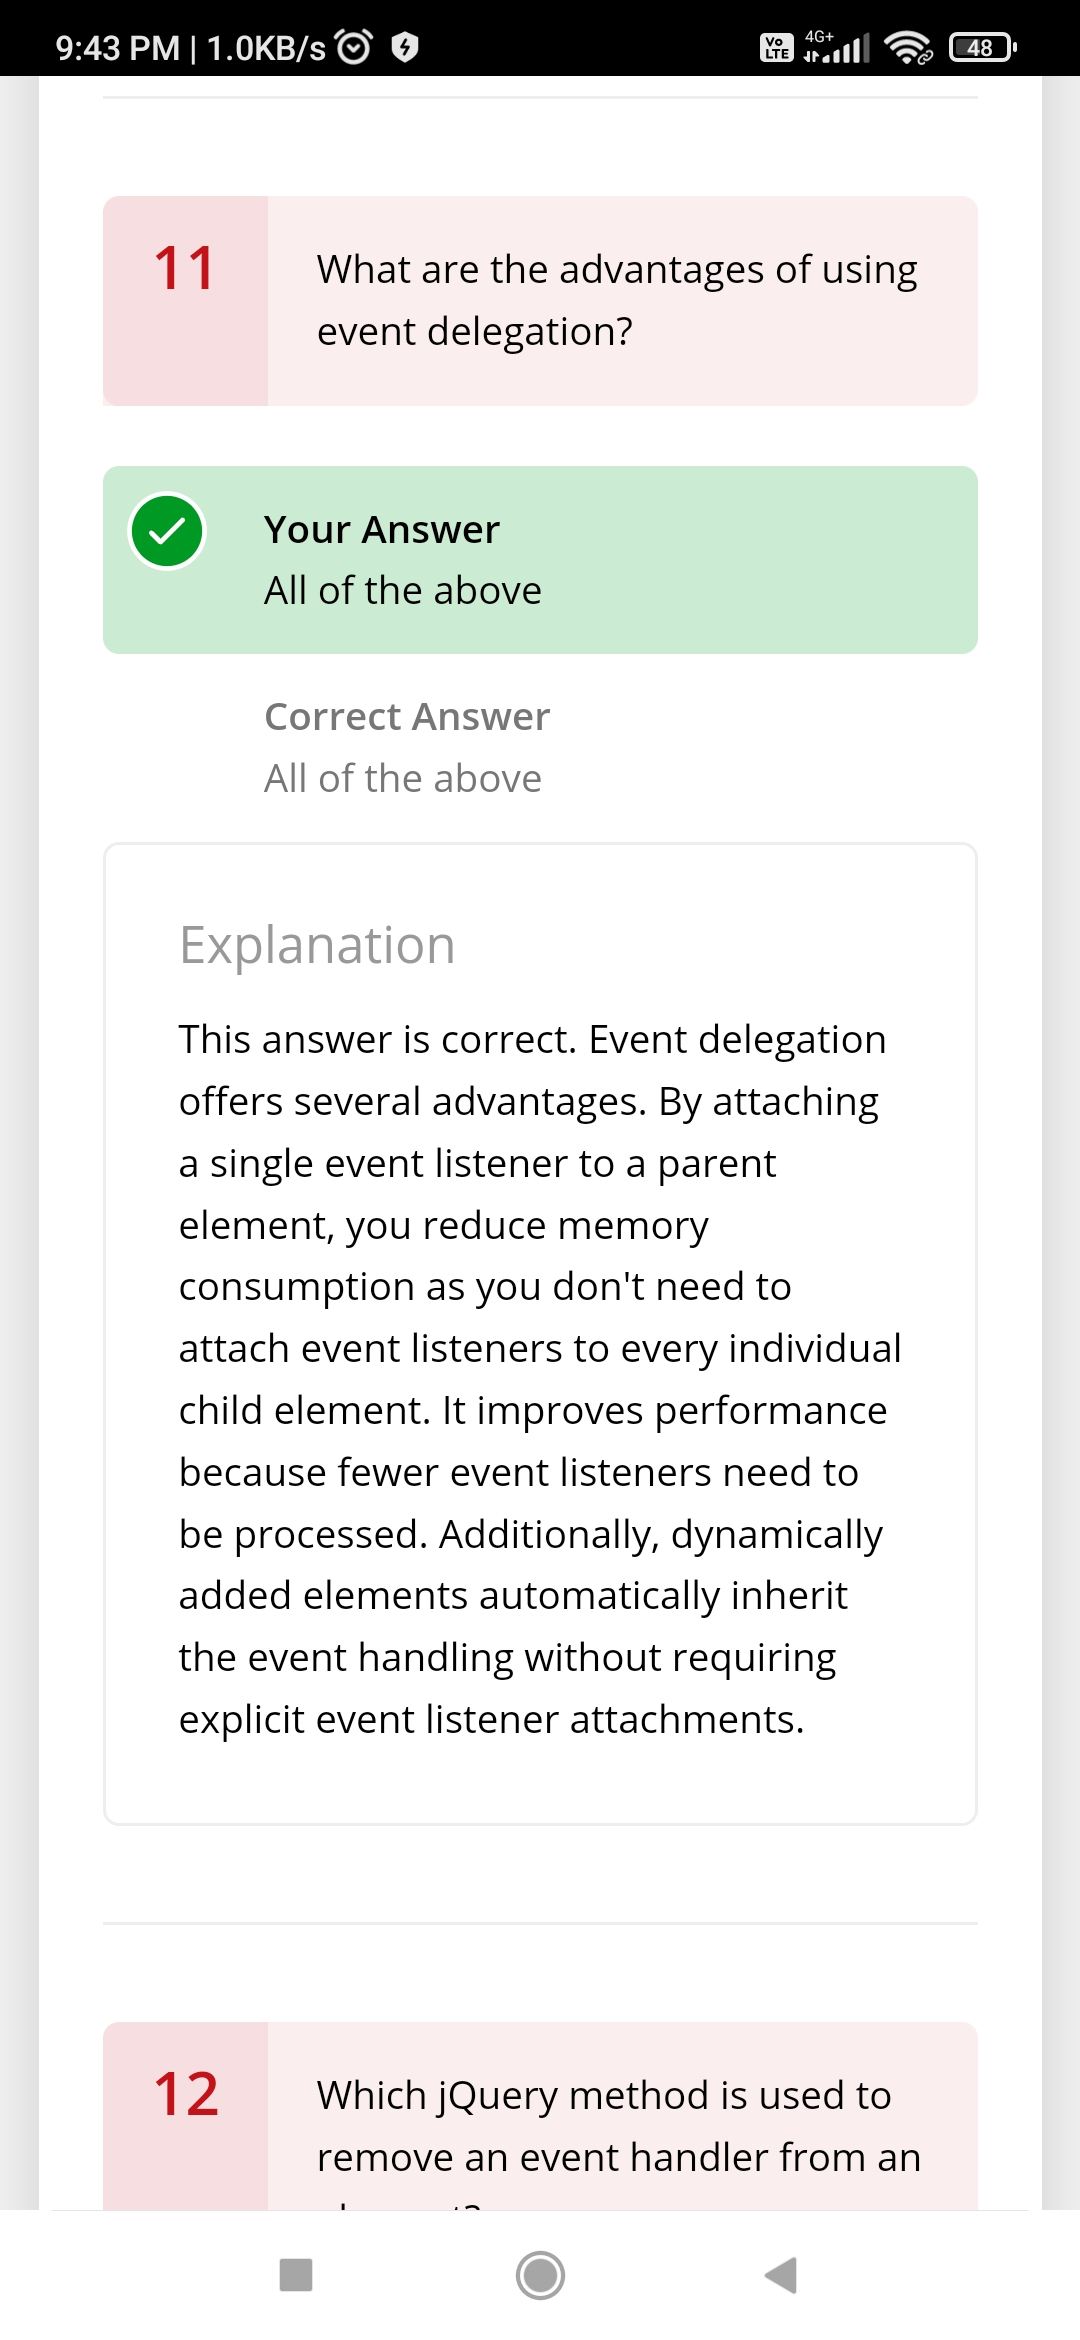 9:43 PM | 1.0KB/s
Vo LTE 4G+ 48
11
What are the advantages of using
event delegation?
Your Answer
All of the above
Correct Answer
All of the above
Explanation
This answer is correct. Event delegation
offers several advantages. By attaching
a single event listener to a parent
element, you reduce memory
consumption as you don't need to
attach event listeners to every individual
child element. It improves performance
because fewer event listeners need to
be processed. Additionally, dynamically
added elements automatically inherit
the event handling without requiring
explicit event listener attachments.
12
Which jQuery method is used to
remove an event handler from an